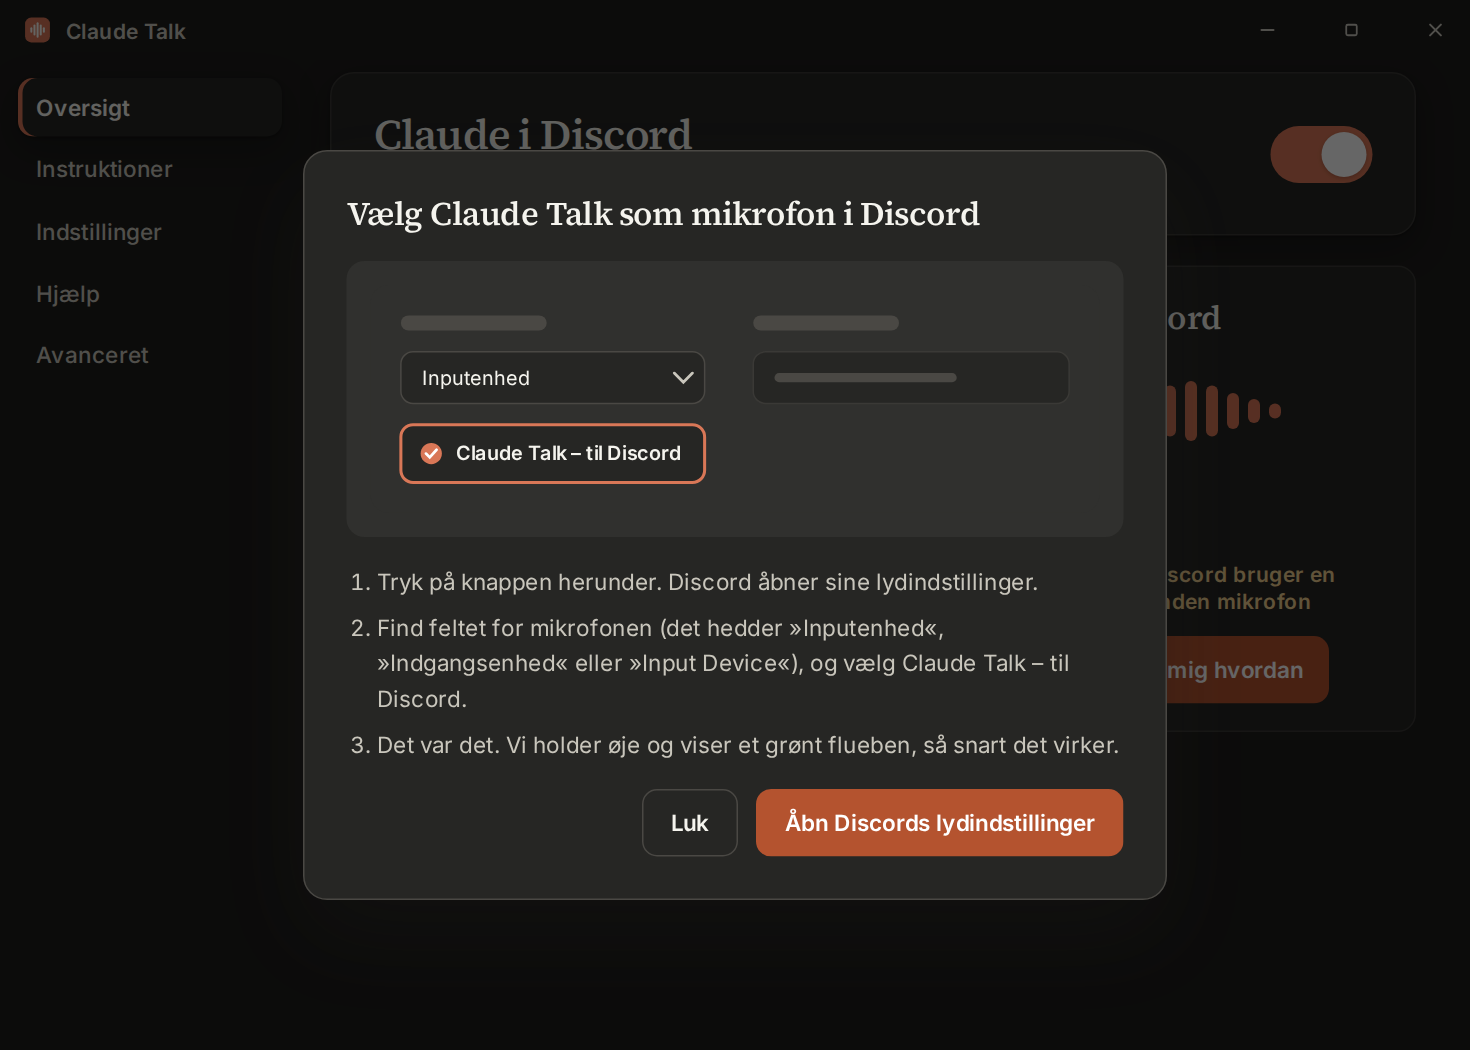 Claude Talk
Oversigt
Instruktioner
Indstillinger
Hjælp
Avanceret
Claude i Discord
Vælg Claude Talk som mikrofon i Discord
Inputenhed
Claude Talk – til Discord
1. Tryk på knappen herunder. Discord åbner sine lydindstillinger.
2. Find feltet for mikrofonen (det hedder »Inputenhed«,
»Indgangsenhed« eller »Input Device«), og vælg Claude Talk – til
Discord.
3. Det var det. Vi holder øje og viser et grønt flueben, så snart det virker.
Luk
Åbn Discords lydindstillinger
ord
scord bruger en
den mikrofon
mig hvordan